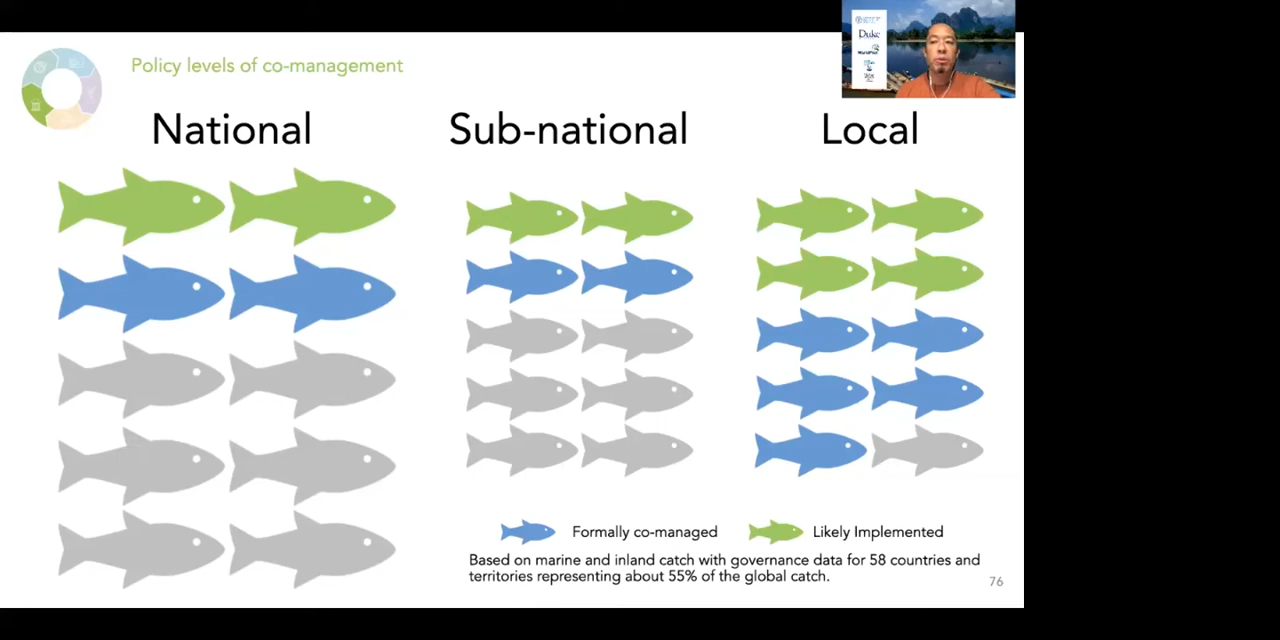 Policy levels of co-management
National
Sub-national
Local
Duke
Formally co-managed
Likely Implemented
Based on marine and inland catch with governance data for 58 countries and
territories representing about 55% of the global catch.
76